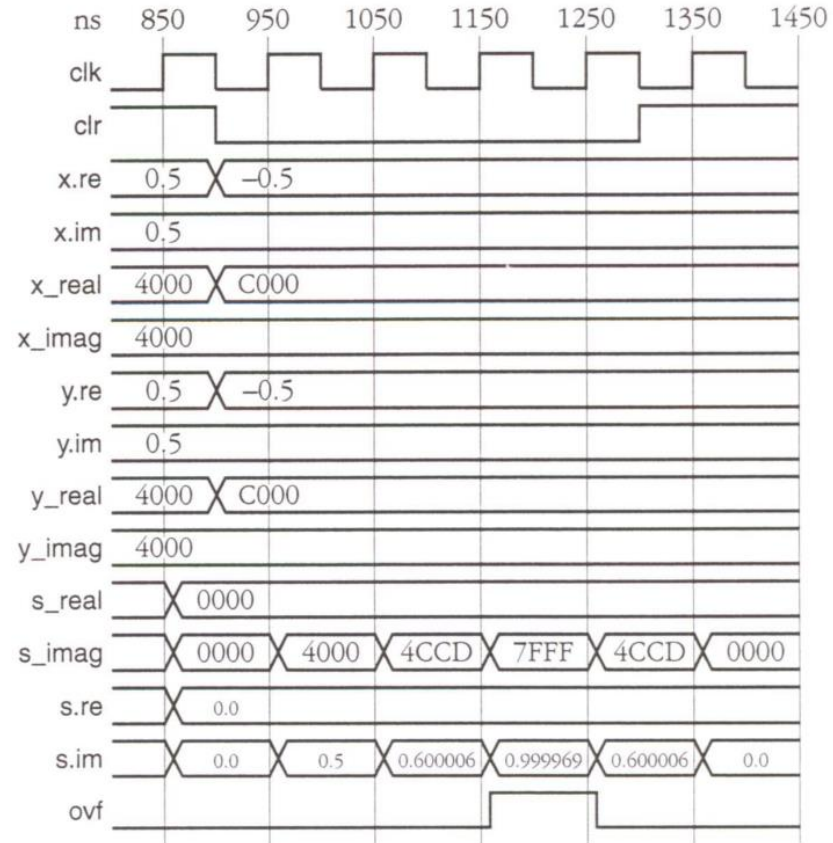 ns 850 950 1050 1150 1250 1350 1450
clk
clr
x.re 0.5 −0.5
x.im 0.5
x_real 4000 C000
x_imag 4000
y.re 0.5 −0.5
y.im 0.5
y_real 4000 C000
y_imag 4000
s_real 0000
s_imag 0000 4000 4CCD 7FFF 4CCD 0000
s.re 0.0
s.im 0.0 0.5 0.600006 0.999969 0.600006 0.0
ovf